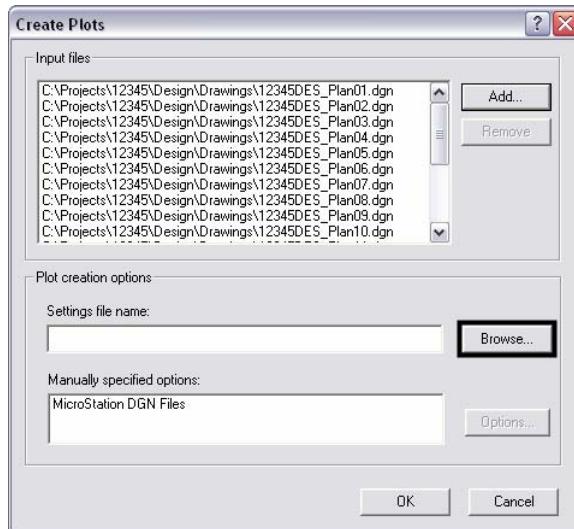 Create Plots
Input files
C:\Projects\12345\Design\Drawings\12345DES_Plan01.dgn
C:\Projects\12345\Design\Drawings\12345DES_Plan02.dgn
C:\Projects\12345\Design\Drawings\12345DES_Plan03.dgn
C:\Projects\12345\Design\Drawings\12345DES_Plan04.dgn
C:\Projects\12345\Design\Drawings\12345DES_Plan05.dgn
C:\Projects\12345\Design\Drawings\12345DES_Plan06.dgn
C:\Projects\12345\Design\Drawings\12345DES_Plan07.dgn
C:\Projects\12345\Design\Drawings\12345DES_Plan08.dgn
C:\Projects\12345\Design\Drawings\12345DES_Plan09.dgn
C:\Projects\12345\Design\Drawings\12345DES_Plan10.dgn
Add...
Remove
Plot creation options
Settings file name:
Browse...
Manually specified options:
MicroStation DGN Files
Options...
OK
Cancel